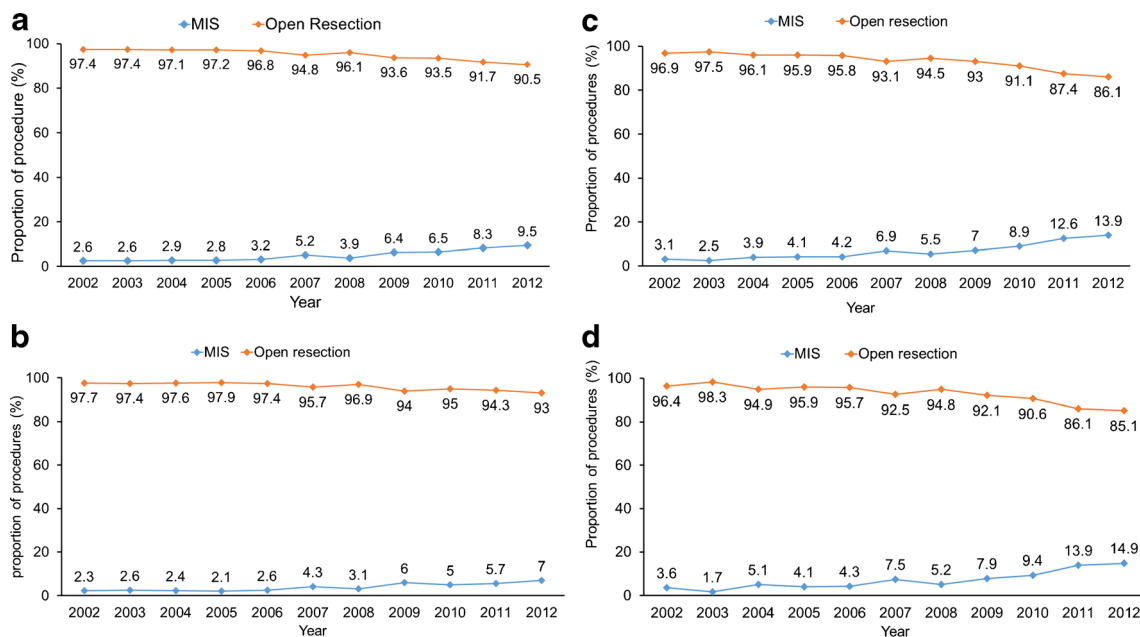 a
MIS Open Resection
Proportion of procedure (%)
100
80
60
40
20
0
97.4 97.4 97.1 97.2 96.8 94.8 96.1 93.6 93.5 91.7 90.5
2.6 2.6 2.9 2.8 3.2 5.2 3.9 6.4 6.5 8.3 9.5
2002 2003 2004 2005 2006 2007 2008 2009 2010 2011 2012
Year
c
MIS Open resection
Proportion of procedures (%)
100
80
60
40
20
0
96.9 97.5 96.1 95.9 95.8 93.1 94.5 93 91.1 87.4 86.1
3.1 2.5 3.9 4.1 4.2 6.9 5.5 7 8.9 12.6 13.9
2002 2003 2004 2005 2006 2007 2008 2009 2010 2011 2012
Year
b
MIS Open resection
proportion of procedures (%)
100
80
60
40
20
0
97.7 97.4 97.6 97.9 97.4 95.7 96.9 94 95 94.3 93
2.3 2.6 2.4 2.1 2.6 4.3 3.1 6 5 5.7 7
2002 2003 2004 2005 2006 2007 2008 2009 2010 2011 2012
Year
d
MIS Open resection
Proportion of procedures (%)
100
80
60
40
20
0
96.4 98.3 94.9 95.9 95.7 92.5 94.8 92.1 90.6 86.1 85.1
3.6 1.7 5.1 4.1 4.3 7.5 5.2 7.9 9.4 13.9 14.9
2002 2003 2004 2005 2006 2007 2008 2009 2010 2011 2012
Year